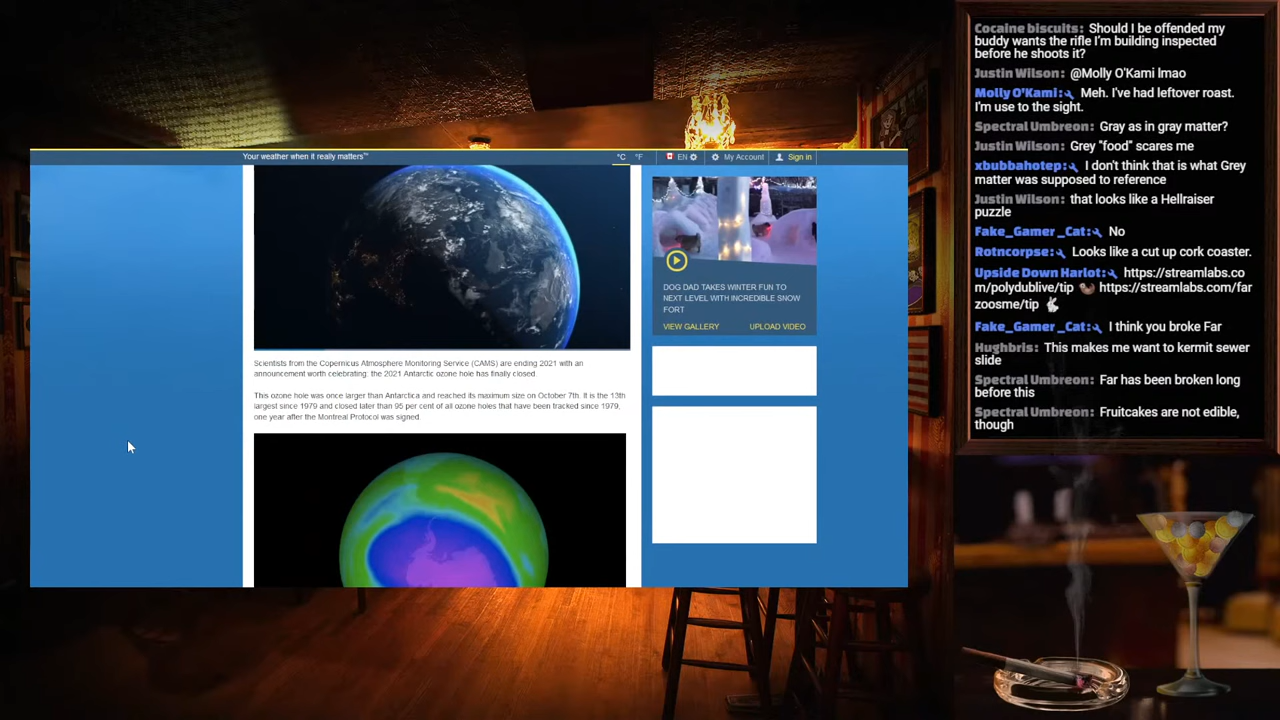 Your weather when it really matters™
°C °F EN My Account Sign in
DOG DAD TAKES WINTER FUN TO
NEXT LEVEL WITH INCREDIBLE SNOW
FORT
VIEW GALLERY UPLOAD VIDEO
Scientists from the Copernicus Atmosphere Monitoring Service (CAMS) are ending 2021 with an
announcement worth celebrating: the 2021 Antarctic ozone hole has finally closed.
This ozone hole was once larger than Antarctica and reached its maximum size on October 7th. It is the 13th
largest since 1979 and closed later than 95 per cent of all ozone holes that have been tracked since 1979,
one year after the Montreal Protocol was signed.
Cocaine biscuits: Should I be offended my
buddy wants the rifle I'm building inspected
before he shoots it?
Justin Wilson: @Molly O'Kami lmao
Molly O'Kami: Meh. I've had leftover roast.
I'm use to the sight.
Spectral Umbreon: Gray as in gray matter?
Justin Wilson: Grey "food" scares me
xbubbahotep: I don't think that is what Grey
matter was supposed to reference
Justin Wilson: that looks like a Hellraiser
puzzle
Fake_Gamer_Cat: No
Rotncorpse: Looks like a cut up cork coaster.
Upside Down Harlot: https://streamlabs.co
m/polydublive/tip https://streamlabs.com/far
zoosme/tip
Fake_Gamer_Cat: I think you broke Far
Hughbris: This makes me want to kermit sewer
slide
Spectral Umbreon: Far has been broken long
before this
Spectral Umbreon: Fruitcakes are not edible,
though